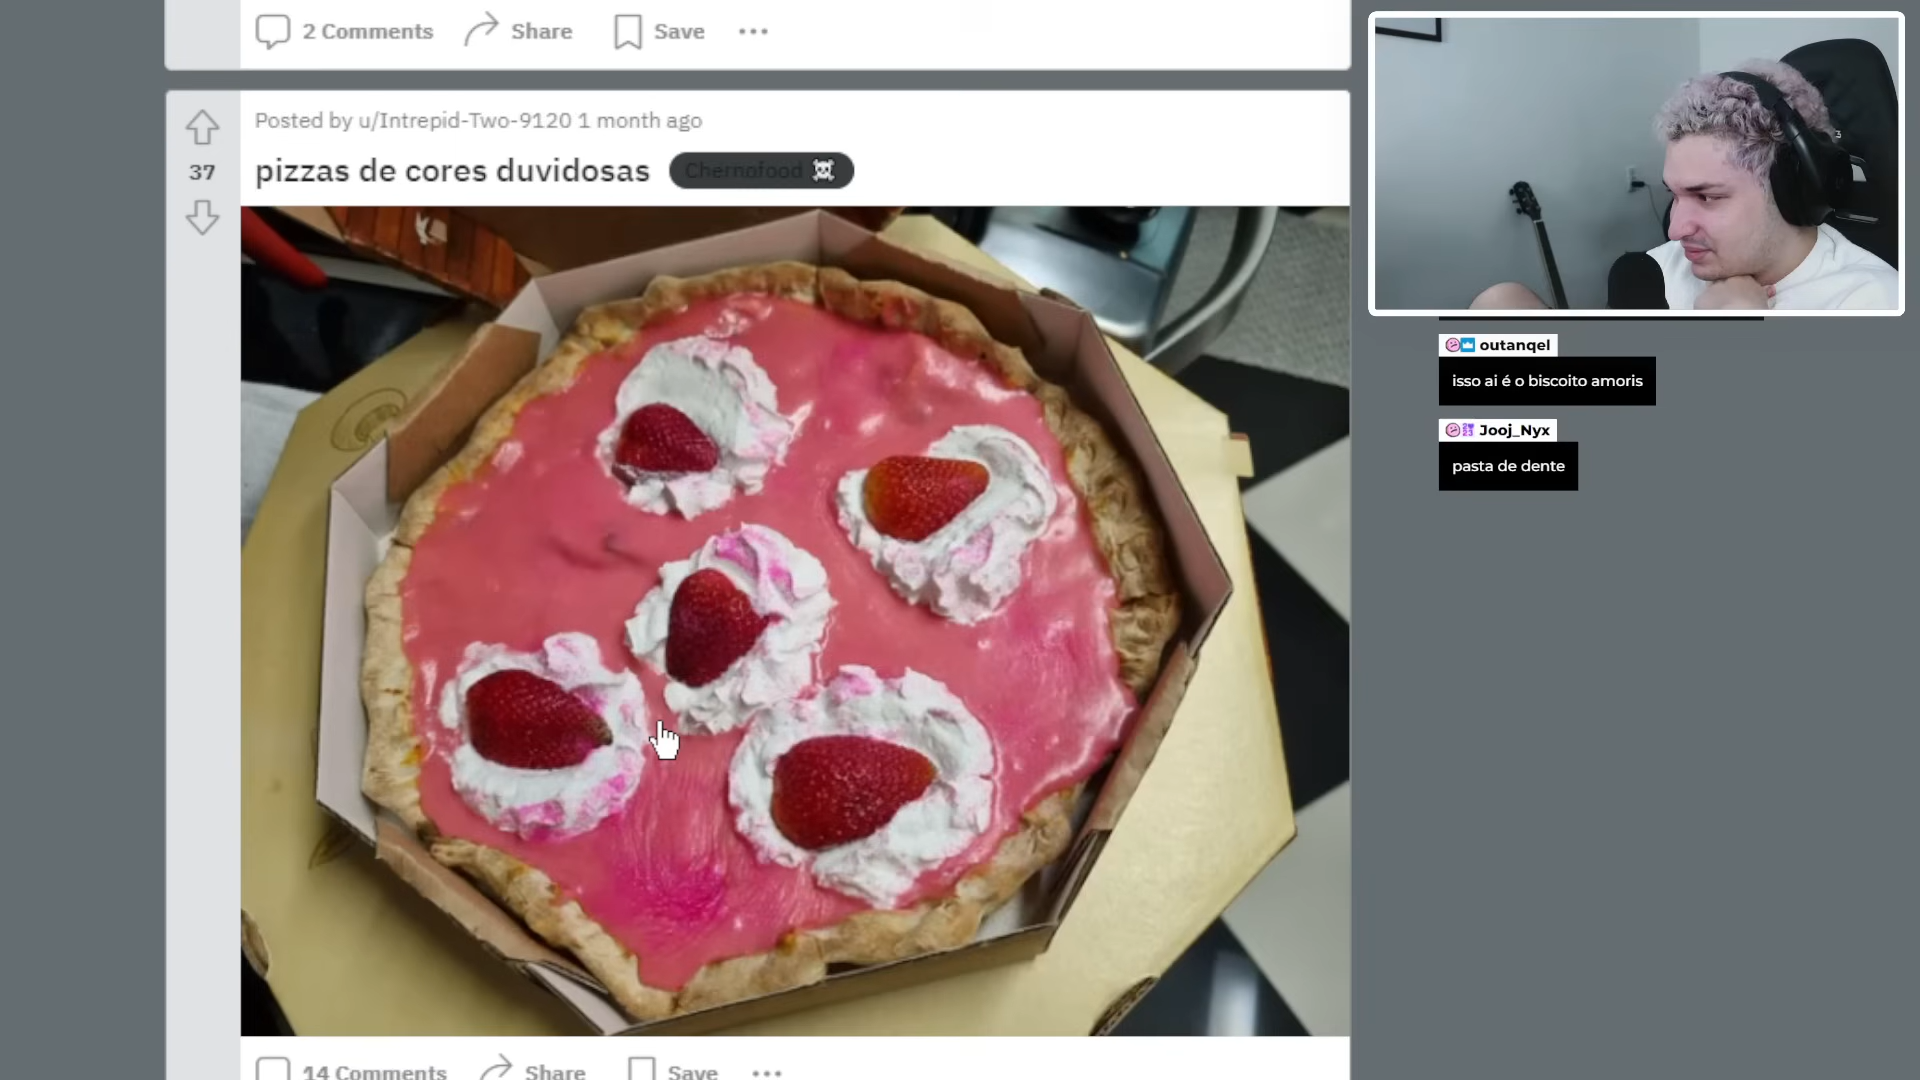 2 Comments Share Save
Posted by u/Intrepid-Two-9120 1 month ago
37
pizzas de cores duvidosas Chernofood ☠
outanqel
isso ai é o biscoito amoris
Jooj_Nyx
pasta de dente
14 Comments Share Save